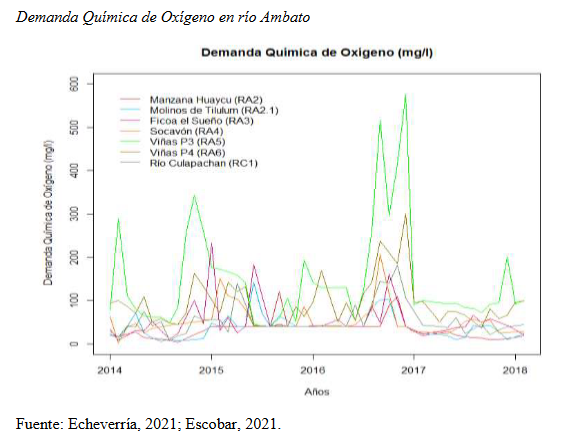 Demanda Química de Oxígeno en río Ambato
Demanda Quimica de Oxigeno (mg/l)
600
500
400
300
200
100
0
Demanda Quimica de Oxigeno (mg/l)
Manzana Huaycu (RA2)
Molinos de Tilulum (RA2.1)
Ficoa el Sueño (RA3)
Socavón (RA4)
Viñas P3 (RA5)
Viñas P4 (RA6)
Río Culapachan (RC1)
2014 2015 2016 2017 2018
Años
Fuente: Echeverría, 2021; Escobar, 2021.